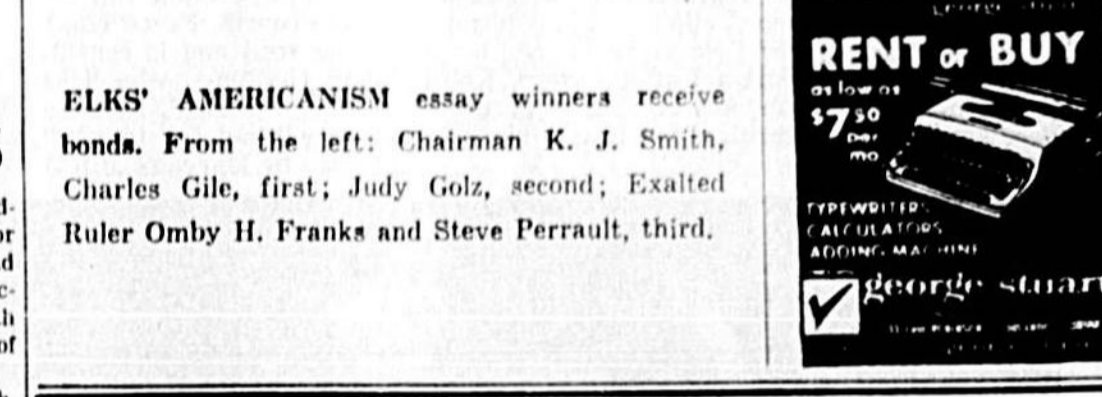 ELKS' AMERICANISM essay winners receive
bonds. From the left: Chairman K. J. Smith,
Charles Gile, first; Judy Golz, second; Exalted
Ruler Omby H. Franks and Steve Perrault, third.
RENT or BUY
as low as
$7 50
per
mo
TYPEWRITERS
CALCULATORS
ADDING MACHINE
george stuart